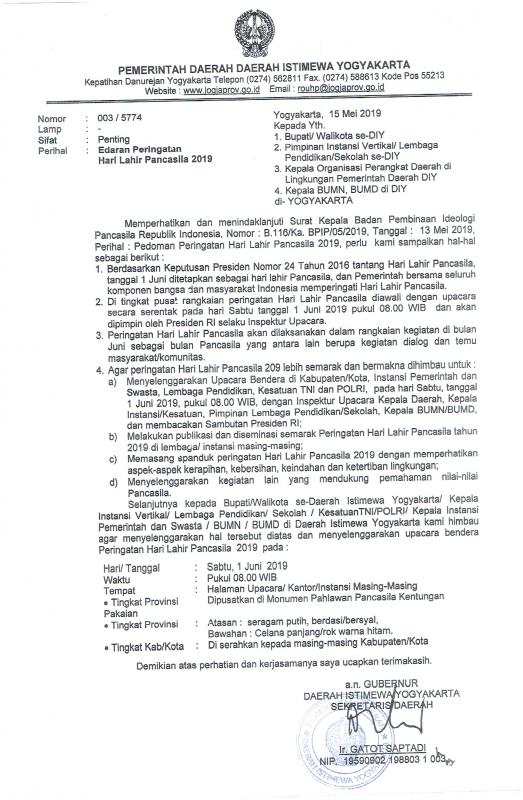 PEMERINTAH DAERAH DAERAH ISTIMEWA YOGYAKARTA
Kepatihan Danurejan Yogyakarta Telepon (0274) 562811 Fax. (0274) 588613 Kode Pos 55213
Website : www.jogjaprov.go.id Email : rouhp@jogjaprov.go.id
Nomor : 003 / 5774
Lamp : -
Sifat : Penting
Perihal : Edaran Peringatan
Hari Lahir Pancasila 2019
Yogyakarta, 15 Mei 2019
Kepada Yth.
1. Bupati/ Walikota se-DIY
2. Pimpinan Instansi Vertikal/ Lembaga
Pendidikan/Sekolah se-DIY
3. Kepala Organisasi Perangkat Daerah di
Lingkungan Pemerintah Daerah DIY
4. Kepala BUMN, BUMD di DIY
di- YOGYAKARTA
Memperhatikan dan menindaklanjuti Surat Kepala Badan Pembinaan Ideologi
Pancasila Republik Indonesia, Nomor : B.116/Ka. BPIP/05/2019, Tanggal : 13 Mei 2019,
Perihal : Pedoman Peringatan Hari Lahir Pancasila 2019, perlu kami sampaikan hal-hal
sebagai berikut :
1. Berdasarkan Keputusan Presiden Nomor 24 Tahun 2016 tentang Hari Lahir Pancasila,
tanggal 1 Juni ditetapkan sebagai hari lahir Pancasila, dan Pemerintah bersama seluruh
komponen bangsa dan masyarakat Indonesia memperingati Hari Lahir Pancasila.
2. Di tingkat pusat rangkaian peringatan Hari Lahir Pancasila diawali dengan upacara
secara serentak pada hari Sabtu tanggal 1 Juni 2019 pukul 08.00 WIB dan akan
dipimpin oleh Presiden RI selaku Inspektur Upacara.
3. Peringatan Hari Lahir Pancasila akan dilaksanakan dalam rangkaian kegiatan di bulan
Juni sebagai bulan Pancasila yang antara lain berupa kegiatan dialog dan temu
masyarakat/komunitas.
4. Agar peringatan Hari Lahir Pancasila 209 lebih semarak dan bermakna dihimbau untuk :
a) Menyelenggarakan Upacara Bendera di Kabupaten/Kota, Instansi Pemerintah dan
Swasta, Lembaga Pendidikan, Kesatuan TNI dan POLRI, pada hari Sabtu, tanggal
1 Juni 2019, pukul 08.00 WIB, dengan Inspektur Upacara Kepala Daerah, Kepala
Instansi/Kesatuan, Pimpinan Lembaga Pendidikan/Sekolah, Kepala BUMN/BUMD,
dan membacakan Sambutan Presiden RI;
b) Melakukan publikasi dan diseminasi semarak Peringatan Hari Lahir Pancasila tahun
2019 di lembaga/ instansi masing-masing;
c) Memasang spanduk peringatan Hari Lahir Pancasila 2019 dengan memperhatikan
aspek-aspek kerapihan, kebersihan, keindahan dan ketertiban lingkungan;
d) Menyelenggarakan kegiatan lain yang mendukung pemahaman nilai-nilai
Pancasila.
Selanjutnya kepada Bupati/Walikota se-Daerah Istimewa Yogyakarta/ Kepala
Instansi Vertikal/ Lembaga Pendidikan/ Sekolah / KesatuanTNI/POLRI/ Kepala Instansi
Pemerintah dan Swasta / BUMN / BUMD di Daerah Istimewa Yogyakarta kami himbau
agar menyelenggarakan hal tersebut diatas dan menyelenggarakan upacara bendera
Peringatan Hari Lahir Pancasila 2019 pada :
Hari/ Tanggal : Sabtu, 1 Juni 2019
Waktu : Pukul 08.00 WIB
Tempat : Halaman Upacara/ Kantor/Instansi Masing-Masing
• Tingkat Provinsi Dipusatkan di Monumen Pahlawan Pancasila Kentungan
Pakaian
• Tingkat Provinsi : Atasan : seragam putih, berdasi/bersyal,
Bawahan : Celana panjang/rok warna hitam.
• Tingkat Kab/Kota : Di serahkan kepada masing-masing Kabupaten/Kota
Demikian atas perhatian dan kerjasamanya saya ucapkan terimakasih.
a.n. GUBERNUR
DAERAH ISTIMEWA YOGYAKARTA
SEKRETARIS DAERAH
Ir. GATOT SAPTADI
NIP. 19590902 198803 1 003
DAERAH ISTIMEWA YOGYAKARTA